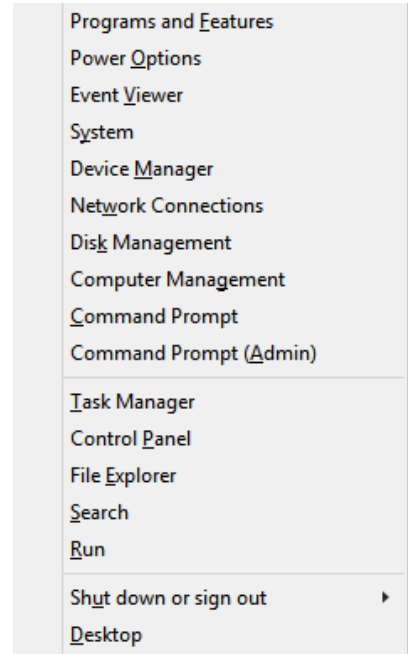 Programs and Features
Power Options
Event Viewer
System
Device Manager
Network Connections
Disk Management
Computer Management
Command Prompt
Command Prompt (Admin)
Task Manager
Control Panel
File Explorer
Search
Run
Shut down or sign out
Desktop